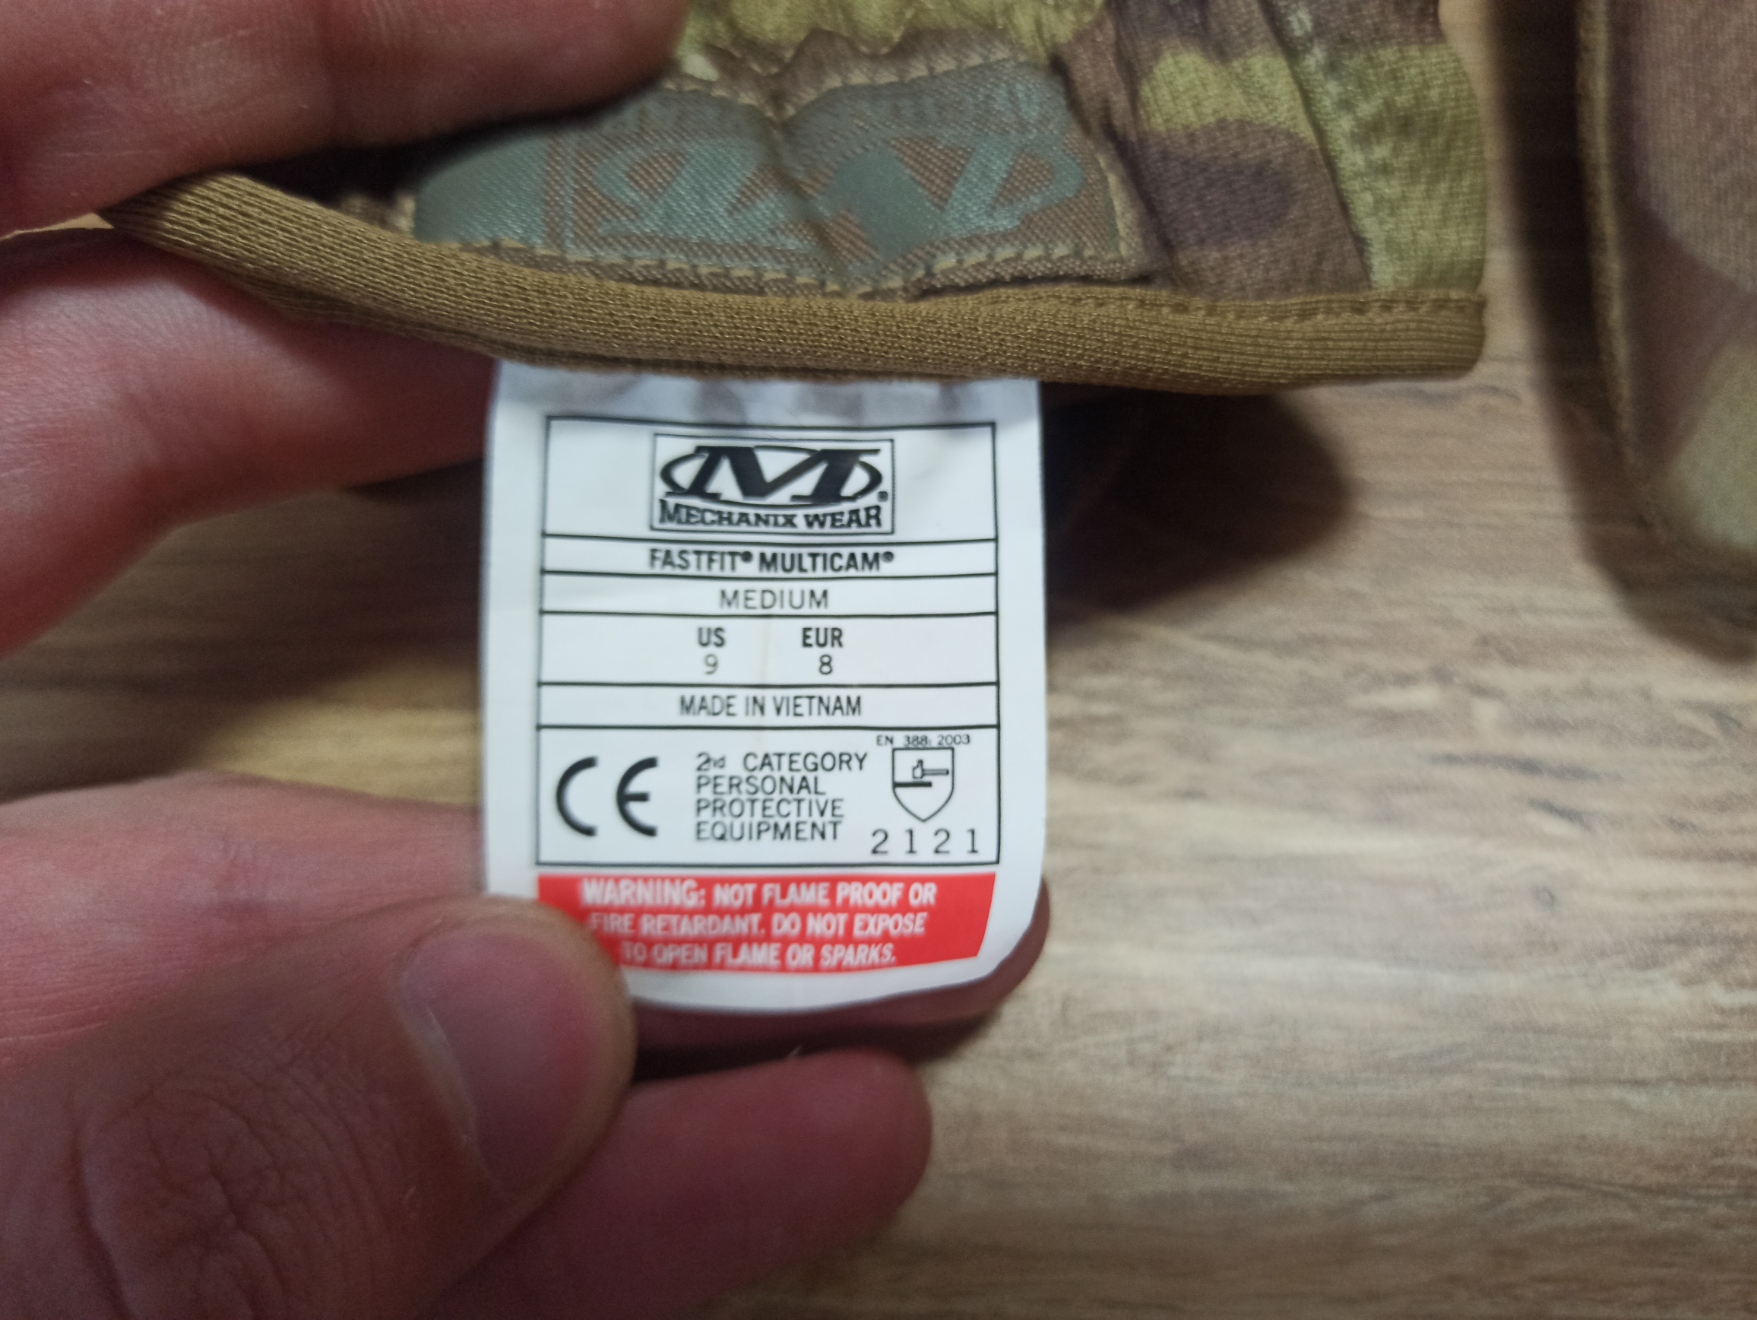 M®
MECHANIX WEAR
FASTFIT® MULTICAM®
MEDIUM
US EUR
9 8
MADE IN VIETNAM
EN 388: 2003
CE
2nd CATEGORY
PERSONAL
PROTECTIVE
EQUIPMENT
2121
WARNING: NOT FLAME PROOF OR
FIRE RETARDANT. DO NOT EXPOSE
TO OPEN FLAME OR SPARKS.